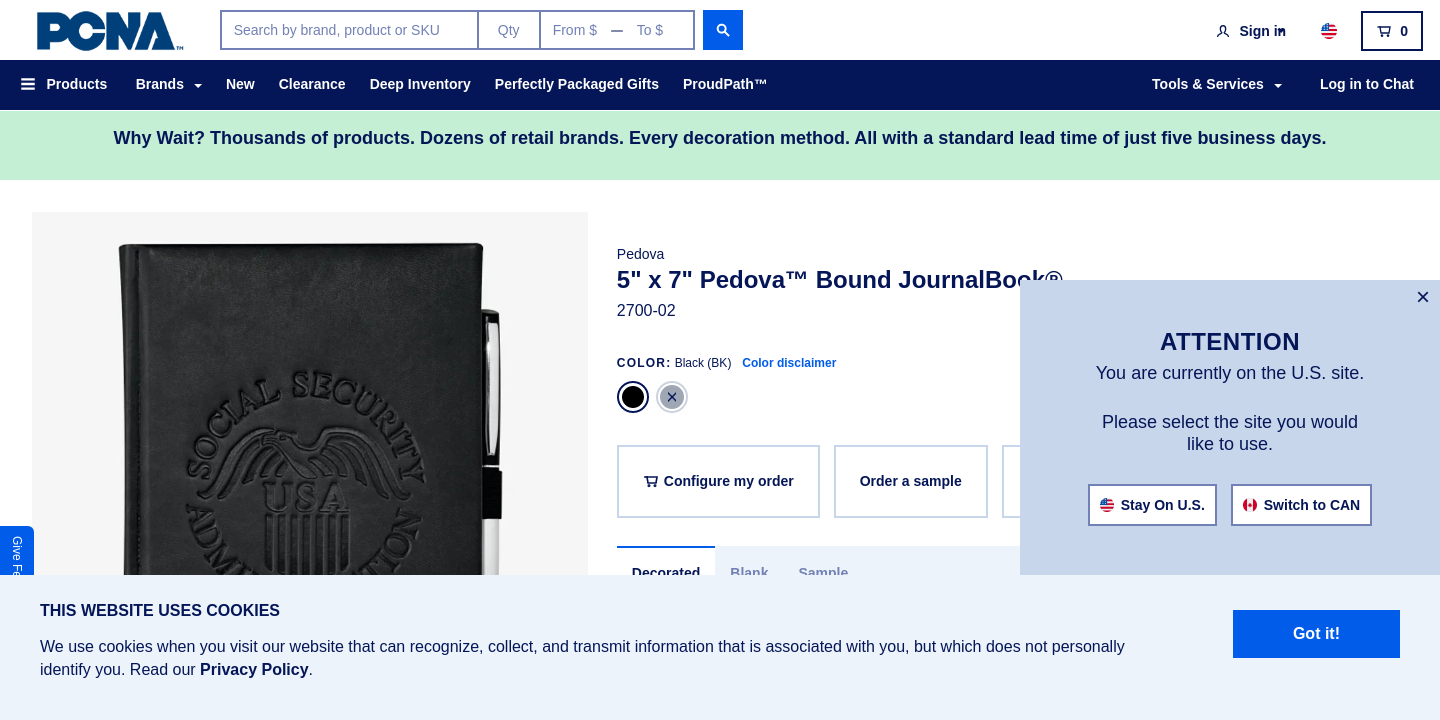 PCNA™
Search by brand, product or SKU
Qty
From $ — To $
Sign in
0
Products
Brands
New
Clearance
Deep Inventory
Perfectly Packaged Gifts
ProudPath™
Tools & Services
Log in to Chat
Why Wait? Thousands of products. Dozens of retail brands. Every decoration method. All with a standard lead time of just five business days.
SOCIAL SECURITY
USA
Pedova
5" x 7" Pedova™ Bound JournalBook®
2700-02
COLOR: Black (BK) Color disclaimer
Configure my order
Order a sample
Decorated
Blank
Sample
ATTENTION
You are currently on the U.S. site.
Please select the site you would
like to use.
Stay On U.S.
Switch to CAN
Give Fe
THIS WEBSITE USES COOKIES
We use cookies when you visit our website that can recognize, collect, and transmit information that is associated with you, but which does not personally
identify you. Read our Privacy Policy.
Got it!